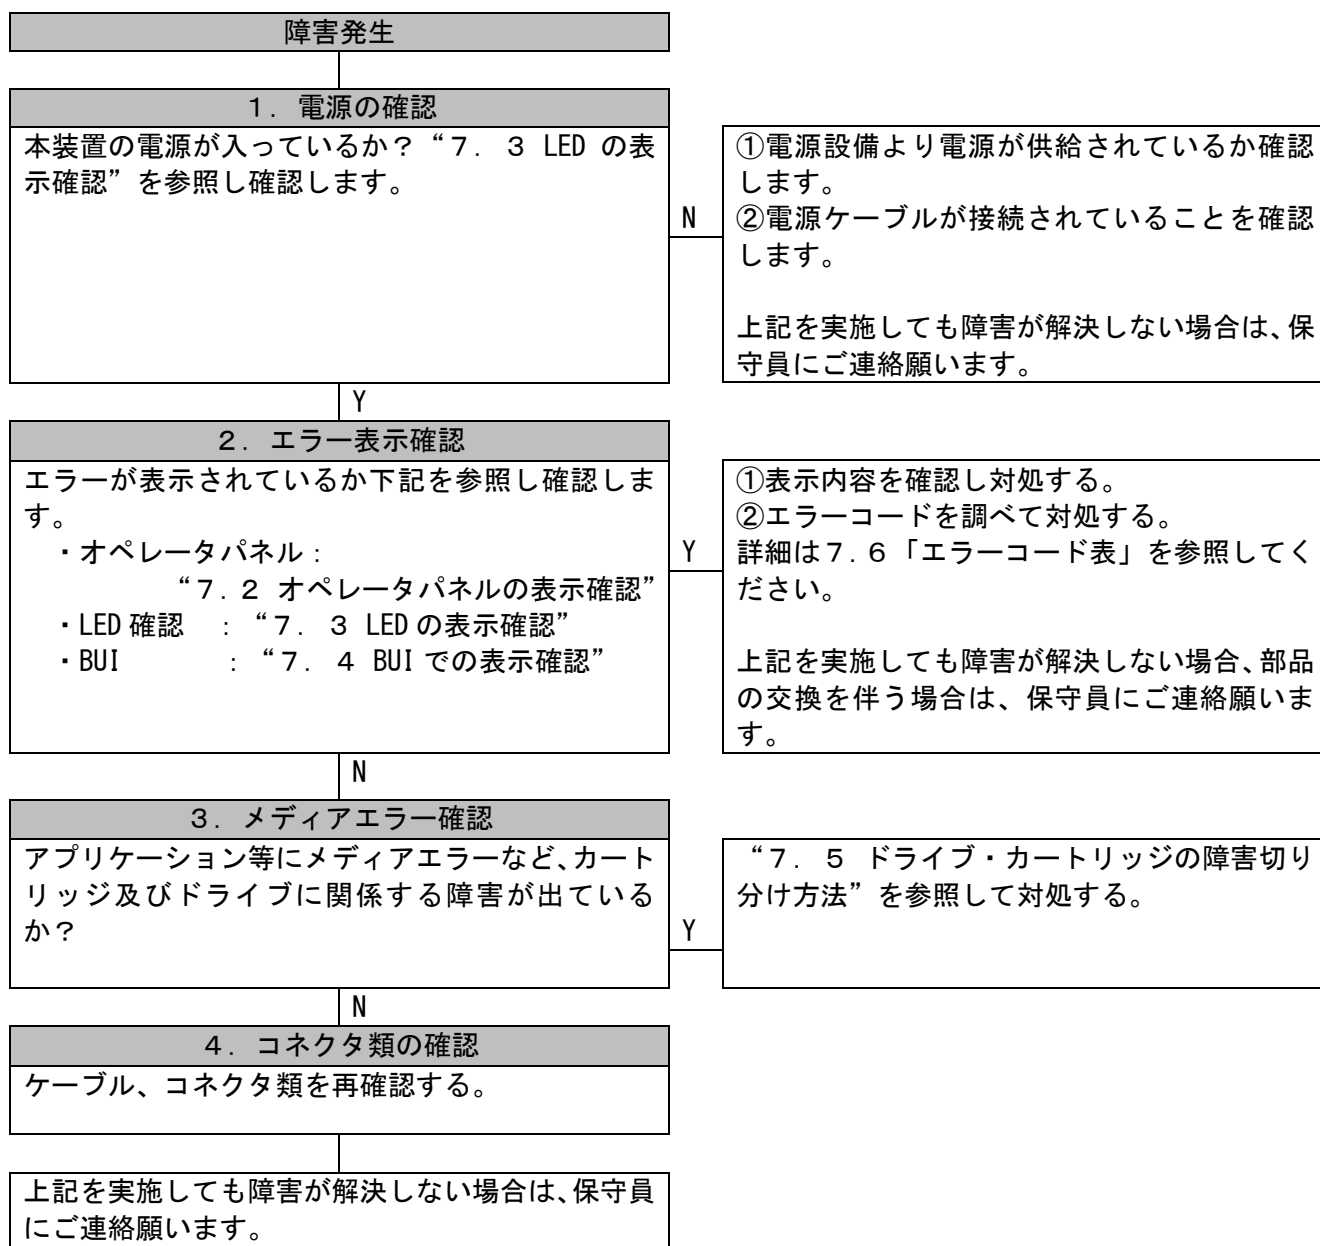 障害発生
1. 電源の確認
本装置の電源が入っているか？“7. 3 LED の表
示確認”を参照し確認します。
N
①電源設備より電源が供給されているか確認
します。
②電源ケーブルが接続されていることを確認
します。
上記を実施しても障害が解決しない場合は、保
守員にご連絡願います。
Y
2. エラー表示確認
エラーが表示されているか下記を参照し確認しま
す。
・オペレータパネル：
“7.2 オペレータパネルの表示確認”
・LED 確認 : “7. 3 LED の表示確認”
・BUI : “7. 4 BUI での表示確認”
Y
①表示内容を確認し対処する。
②エラーコードを調べて対処する。
詳細は7.6「エラーコード表」を参照してく
ださい。
上記を実施しても障害が解決しない場合、部品
の交換を伴う場合は、保守員にご連絡願いま
す。
N
3. メディアエラー確認
アプリケーション等にメディアエラーなど、カート
リッジ及びドライブに関係する障害が出ている
か？
Y
“7. 5 ドライブ・カートリッジの障害切り
分け方法”を参照して対処する。
N
4. コネクタ類の確認
ケーブル、コネクタ類を再確認する。
上記を実施しても障害が解決しない場合は、保守員
にご連絡願います。